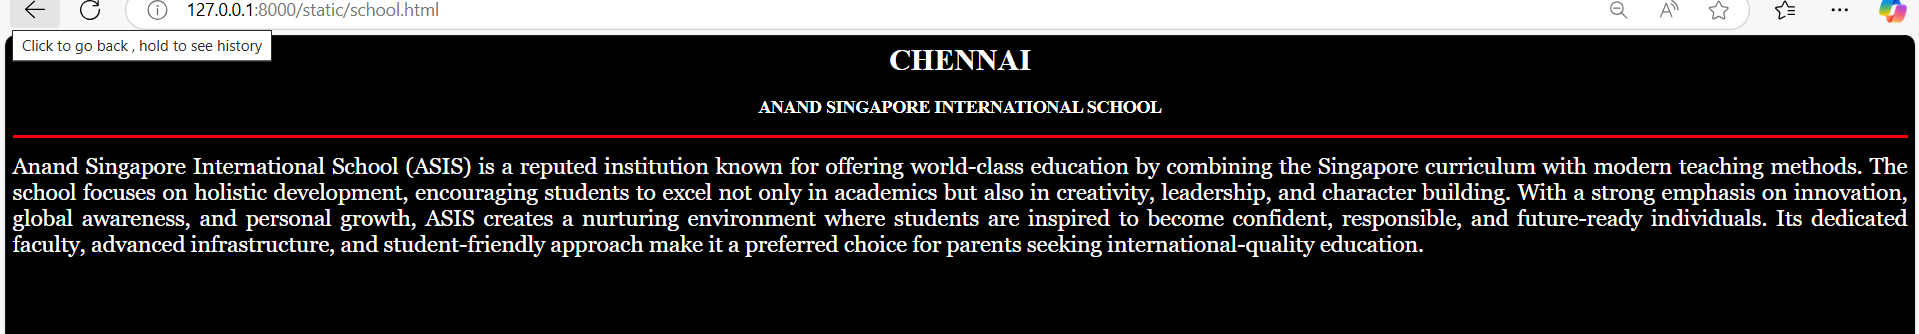 127.0.0.1:8000/static/school.html
Click to go back , hold to see history
CHENNAI
ANAND SINGAPORE INTERNATIONAL SCHOOL
Anand Singapore International School (ASIS) is a reputed institution known for offering world-class education by combining the Singapore curriculum with modern teaching methods. The
school focuses on holistic development, encouraging students to excel not only in academics but also in creativity, leadership, and character building. With a strong emphasis on innovation,
global awareness, and personal growth, ASIS creates a nurturing environment where students are inspired to become confident, responsible, and future-ready individuals. Its dedicated
faculty, advanced infrastructure, and student-friendly approach make it a preferred choice for parents seeking international-quality education.